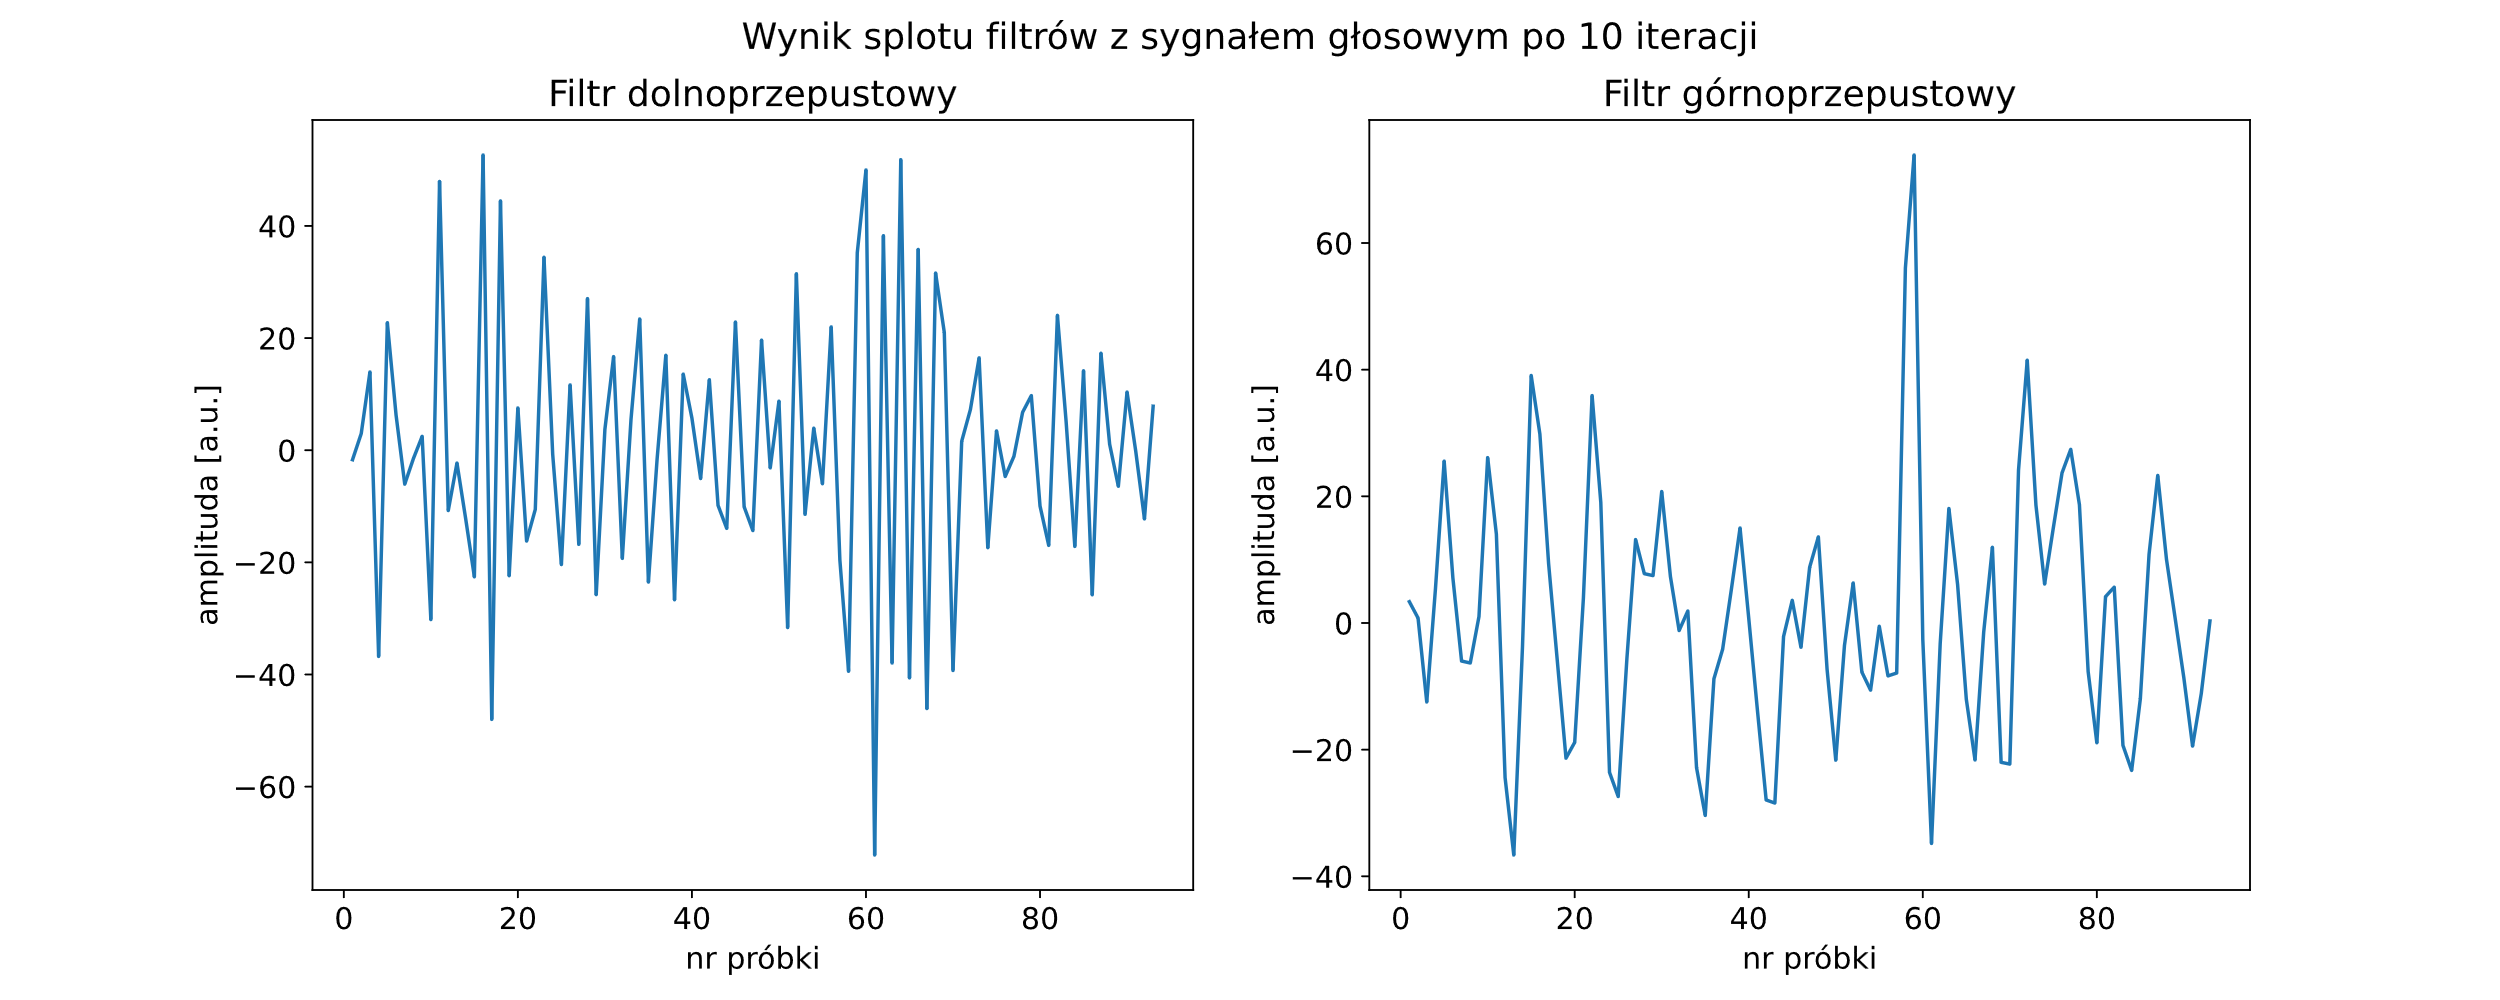 Wynik splotu filtrów z sygnałem głosowym po 10 iteracji
Filtr dolnoprzepustowy
amplituda [a.u.]
40
20
0
−20
−40
−60
0 20 40 60 80
nr próbki
Filtr górnoprzepustowy
amplituda [a.u.]
60
40
20
0
−20
−40
0 20 40 60 80
nr próbki